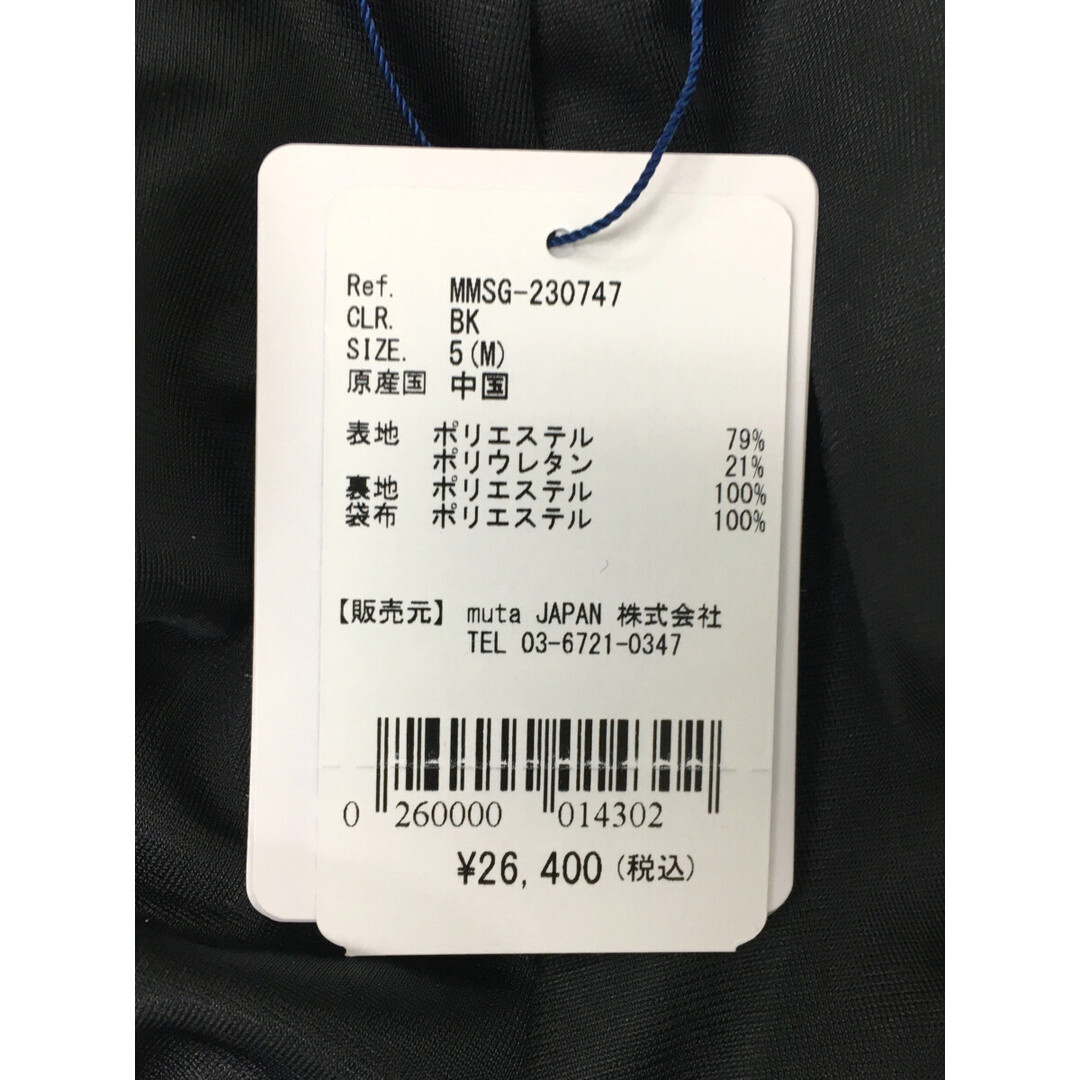 Ref. MMSG-230747
CLR. BK
SIZE. 5(M)
原産国 中国
表地 ポリエステル 79%
ポリウレタン 21%
裏地 ポリエステル 100%
袋布 ポリエステル 100%
【販売元】 muta JAPAN 株式会社
TEL 03-6721-0347
0 260000 014302
¥26,400(税込)